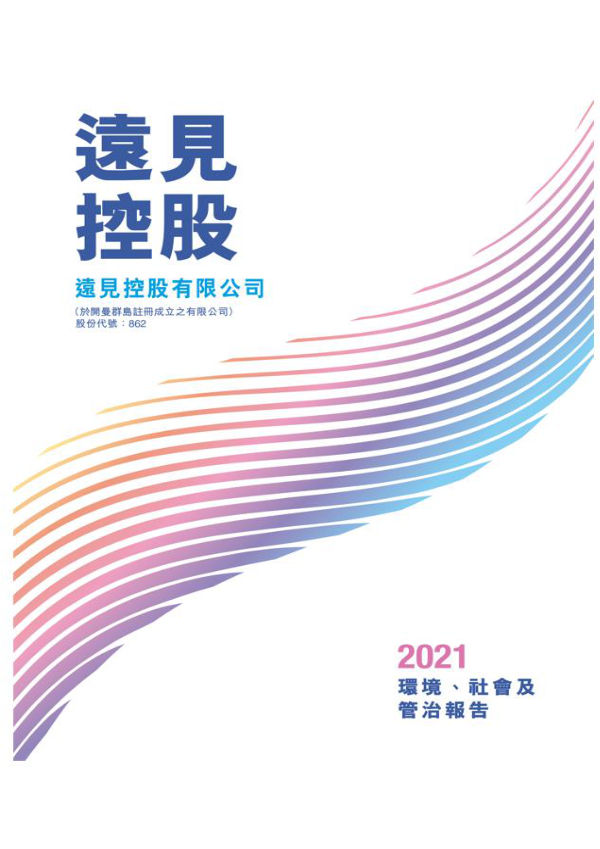 遠見
控股
遠見控股有限公司
（於開曼群島註冊成立之有限公司）
股份代號：862
2021
環境、社會及
管治報告